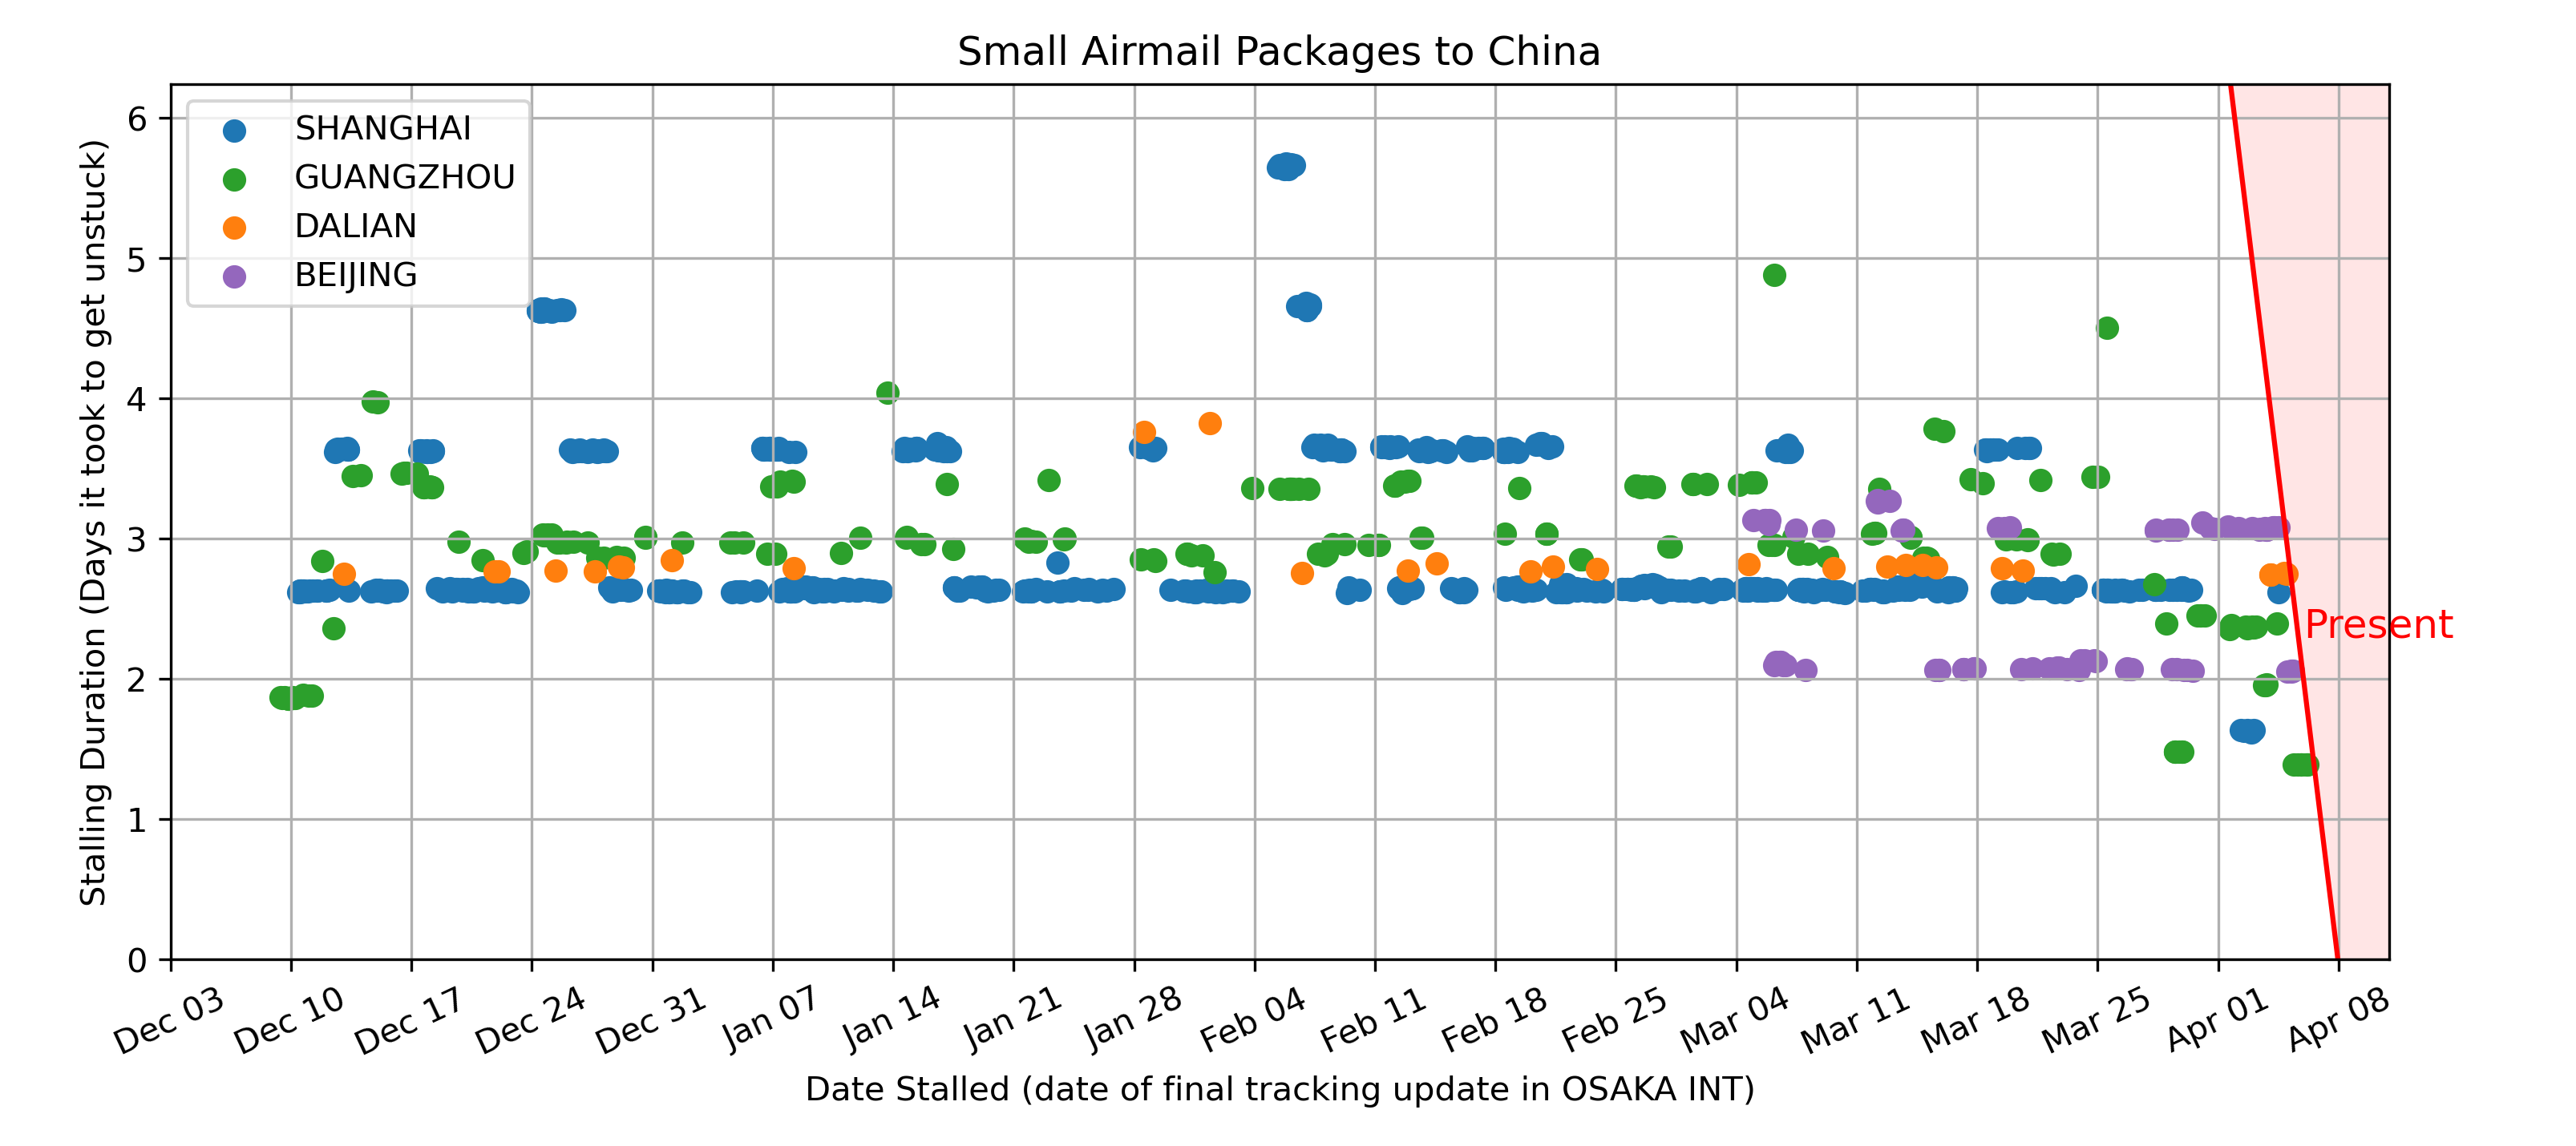 Small Airmail Packages to China
Stalling Duration (Days it took to get unstuck)
6
5
4
3
2
1
0
SHANGHAI
GUANGZHOU
DALIAN
BEIJING
Present
Dec 03
Dec 10
Dec 17
Dec 24
Dec 31
Jan 07
Jan 14
Jan 21
Jan 28
Feb 04
Feb 11
Feb 18
Feb 25
Mar 04
Mar 11
Mar 18
Mar 25
Apr 01
Apr 08
Date Stalled (date of final tracking update in OSAKA INT)